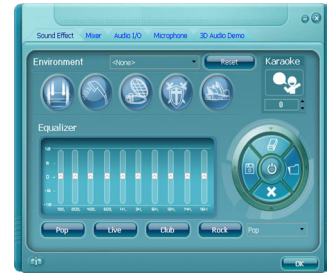 Sound Effect Mixer Audio I/O Microphone 3D Audio Demo
Environment <None> Reset Karaoke
0
Equalizer
0
Pop Live Club Rock Pop
OK